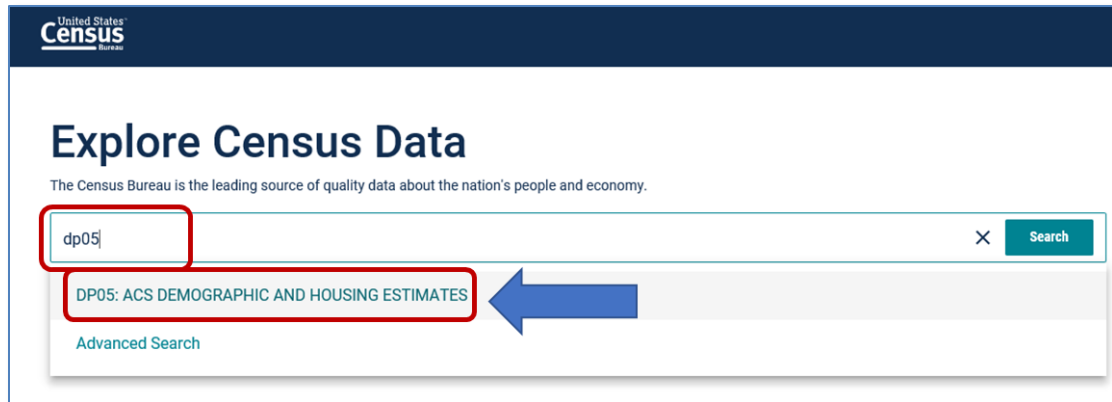 United States
Census
Bureau
Explore Census Data
The Census Bureau is the leading source of quality data about the nation's people and economy.
dp05
Search
DP05: ACS DEMOGRAPHIC AND HOUSING ESTIMATES
Advanced Search